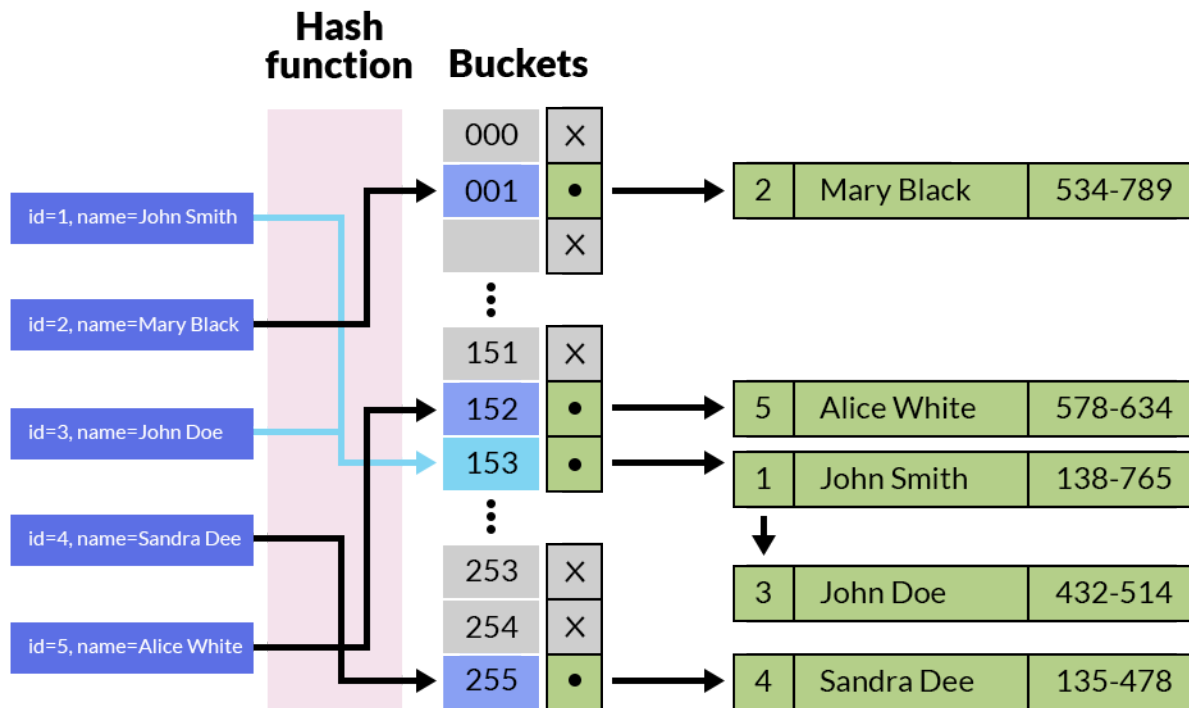 Hash
function
Buckets
000 X
001 2 Mary Black 534-789
X
id=1, name=John Smith
id=2, name=Mary Black
id=3, name=John Doe
id=4, name=Sandra Dee
id=5, name=Alice White
151 X
152 5 Alice White 578-634
153 1 John Smith 138-765
3 John Doe 432-514
253 X
254 X
255 4 Sandra Dee 135-478